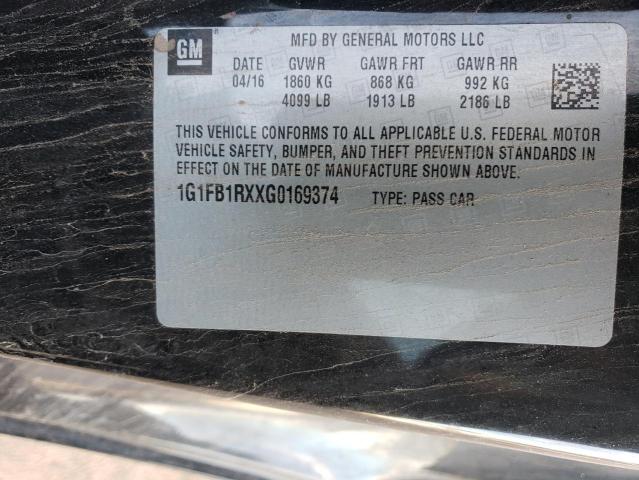 GM MFD BY GENERAL MOTORS LLC
DATE GVWR GAWR FRT GAWR RR
04/16 1860 KG 868 KG 992 KG
4099 LB 1913 LB 2186 LB
THIS VEHICLE CONFORMS TO ALL APPLICABLE U.S. FEDERAL MOTOR
VEHICLE SAFETY, BUMPER, AND THEFT PREVENTION STANDARDS IN
EFFECT ON THE DATE OF MANUFACTURE SHOWN ABOVE.
1G1FB1RXXG0169374 TYPE: PASS CAR